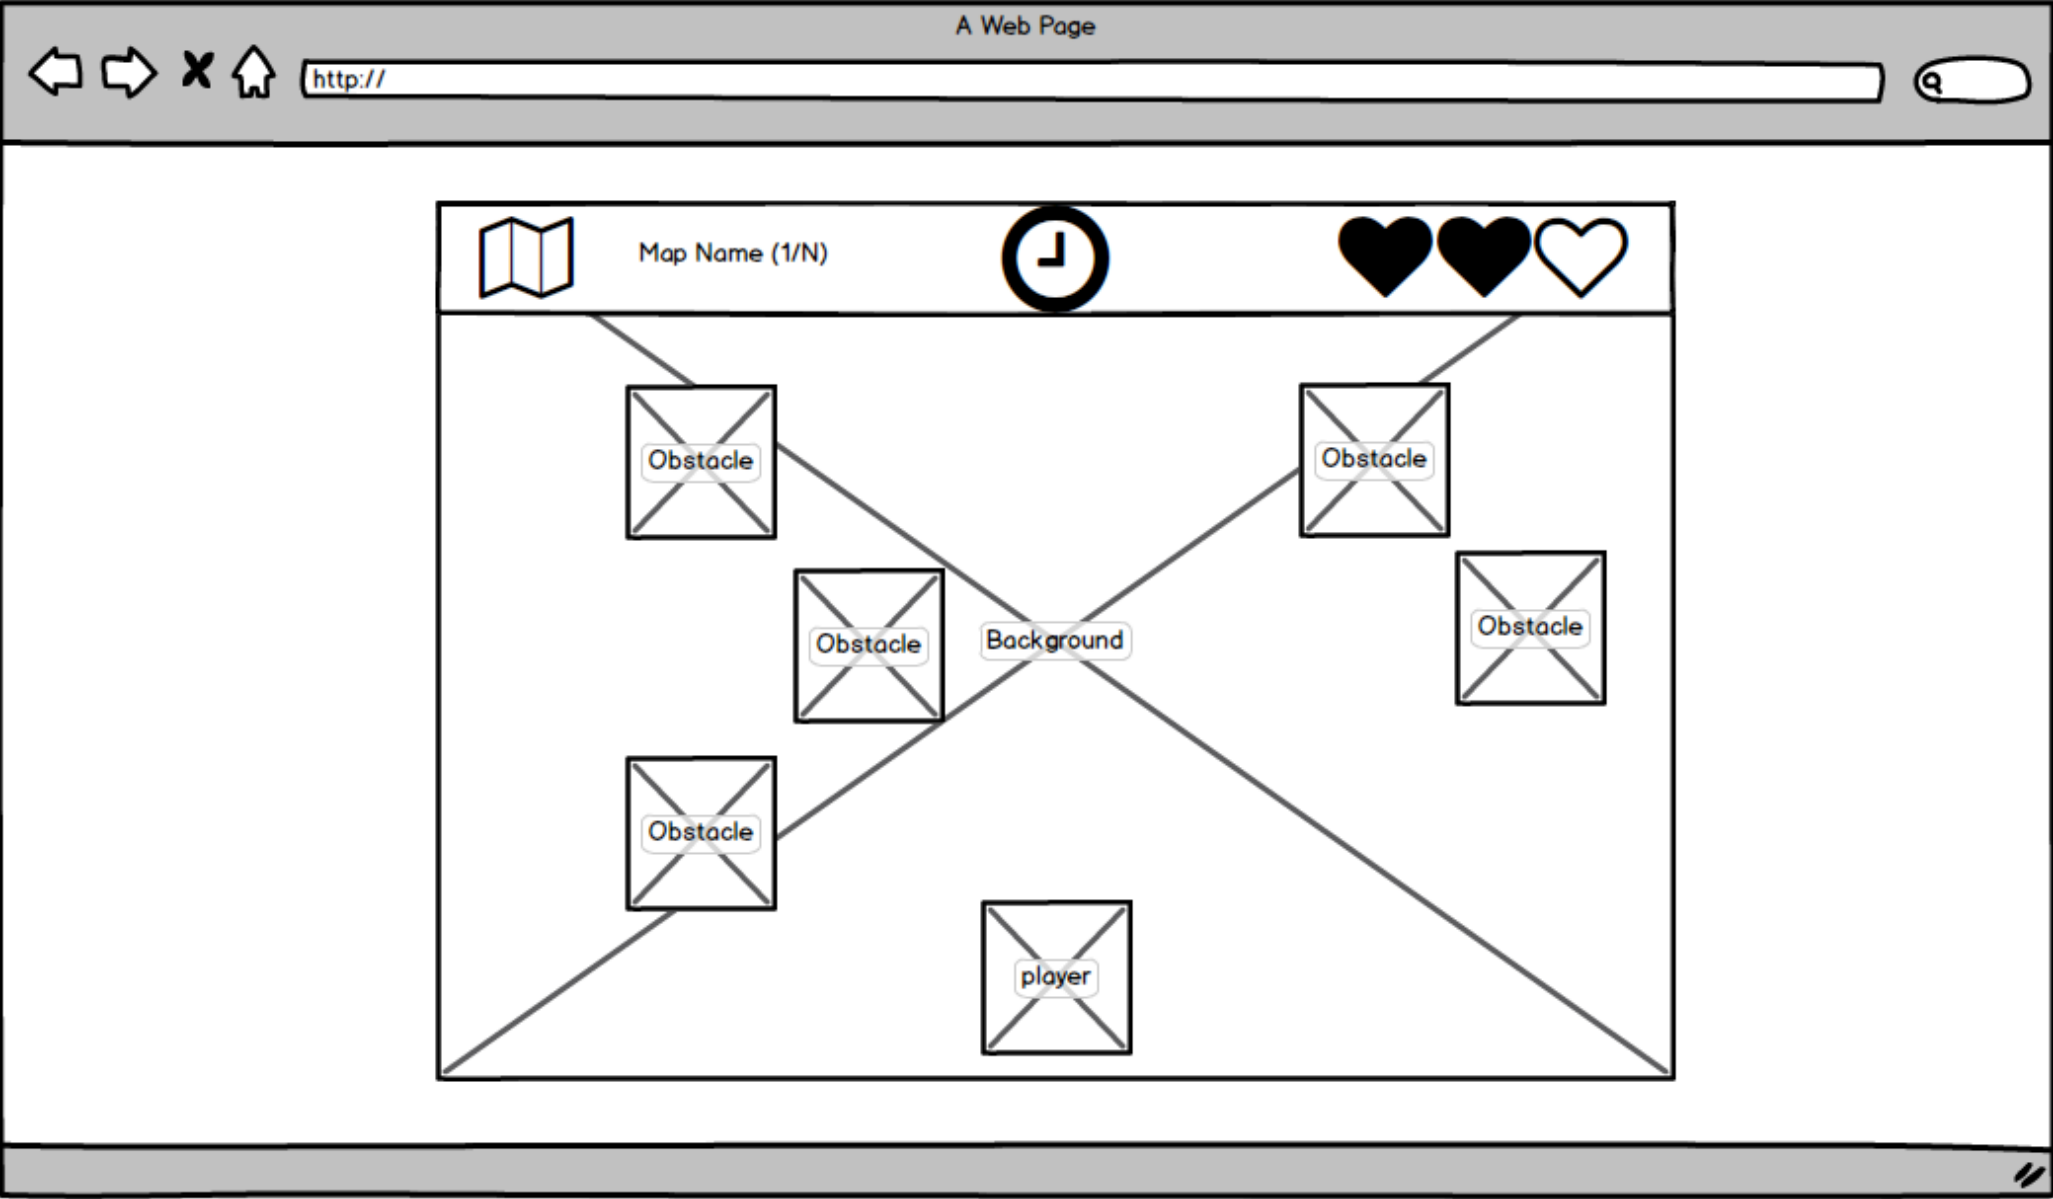 A Web Page
http://
Map Name (1/N)
Obstacle
Obstacle
Obstacle
Background
Obstacle
Obstacle
player